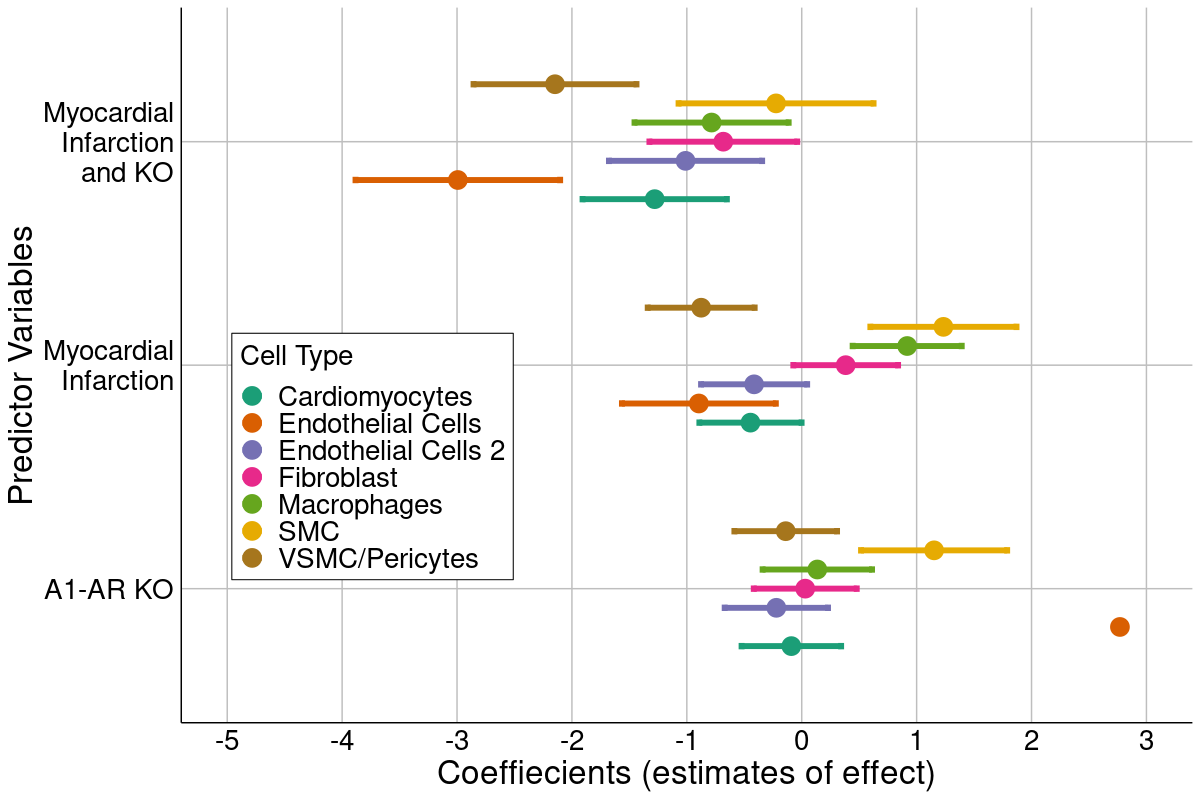 Myocardial
Infarction
and KO
Myocardial
Infarction
A1-AR KO
Predictor Variables
Cell Type
Cardiomyocytes
Endothelial Cells
Endothelial Cells 2
Fibroblast
Macrophages
SMC
VSMC/Pericytes
-5 -4 -3 -2 -1 0 1 2 3
Coeffiecients (estimates of effect)